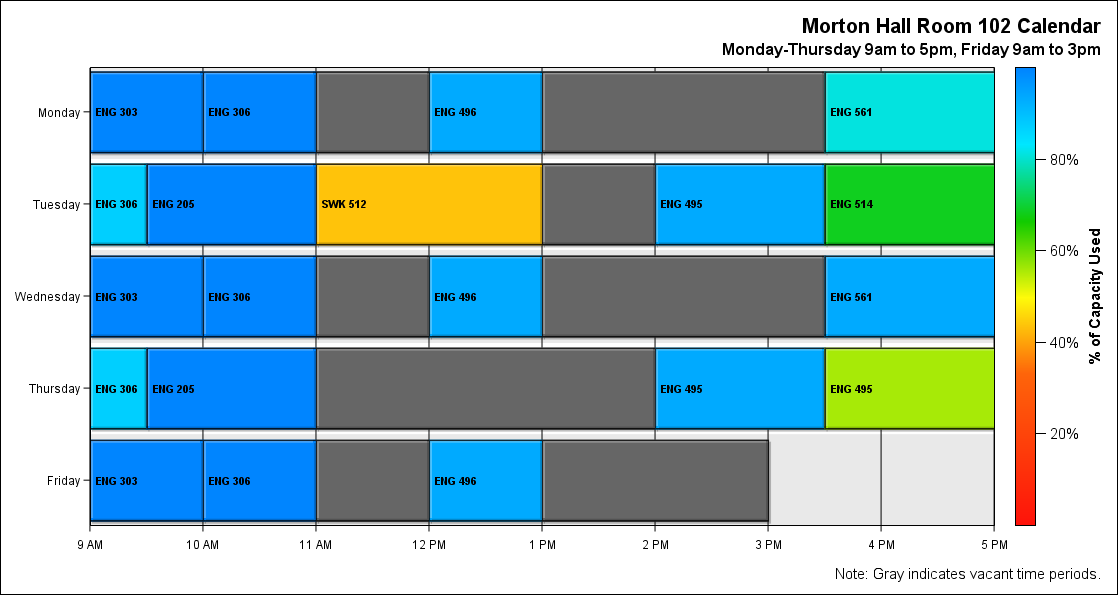 Morton Hall Room 102 Calendar
Monday-Thursday 9am to 5pm, Friday 9am to 3pm
Monday
ENG 303
ENG 306
ENG 496
ENG 561
Tuesday
ENG 306
ENG 205
SWK 512
ENG 495
ENG 514
Wednesday
ENG 303
ENG 306
ENG 496
ENG 561
Thursday
ENG 306
ENG 205
ENG 495
ENG 495
Friday
ENG 303
ENG 306
ENG 496
9 AM
10 AM
11 AM
12 PM
1 PM
2 PM
3 PM
4 PM
5 PM
80%
60%
40%
20%
% of Capacity Used
Note: Gray indicates vacant time periods.